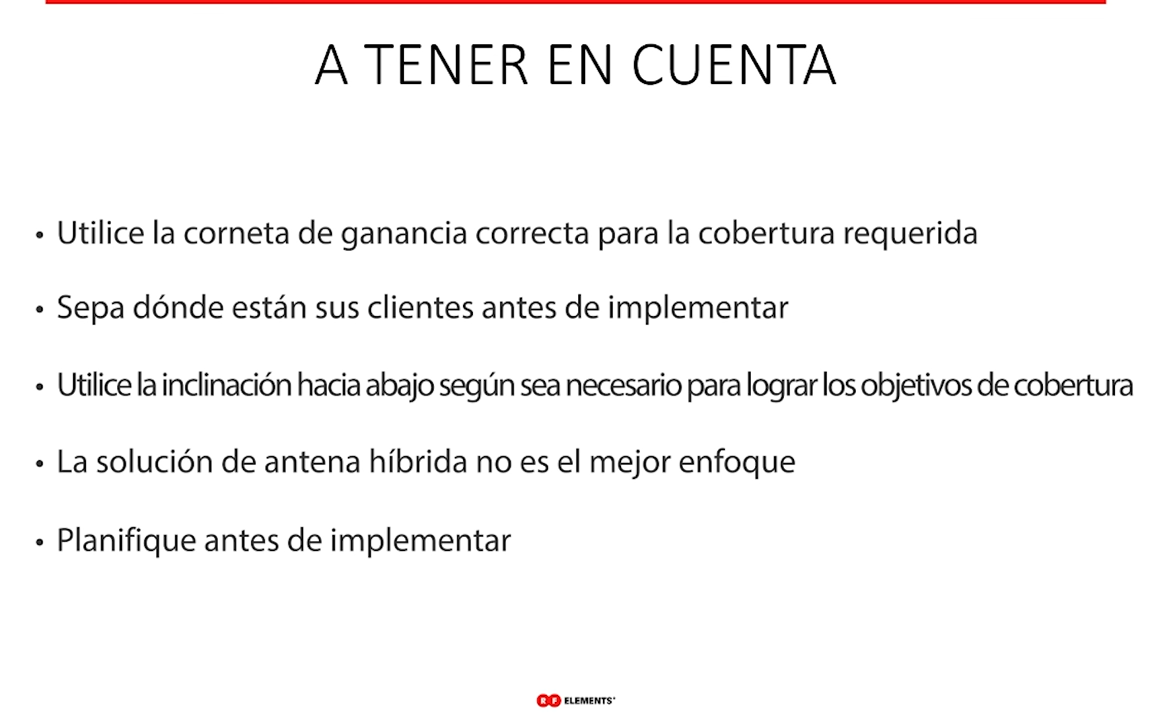 A TENER EN CUENTA
• Utilice la corneta de ganancia correcta para la cobertura requerida
• Sepa dónde están sus clientes antes de implementar
• Utilice la inclinación hacia abajo según sea necesario para lograr los objetivos de cobertura
• La solución de antena híbrida no es el mejor enfoque
• Planifique antes de implementar
RF ELEMENTS